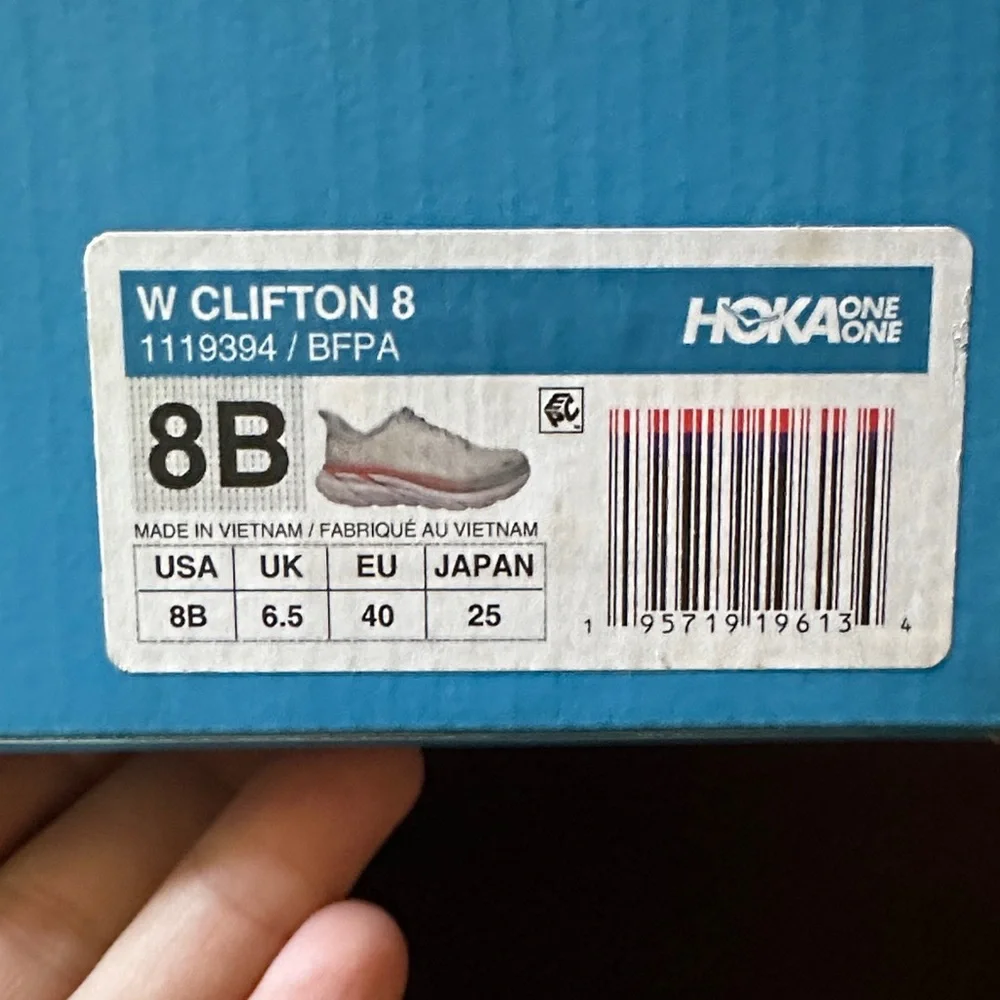 W CLIFTON 8
1119394 / BFPA
HOKA ONE ONE
8B
EPC
MADE IN VIETNAM / FABRIQUÉ AU VIETNAM
USA UK EU JAPAN
8B 6.5 40 25
1 95719 19613 4